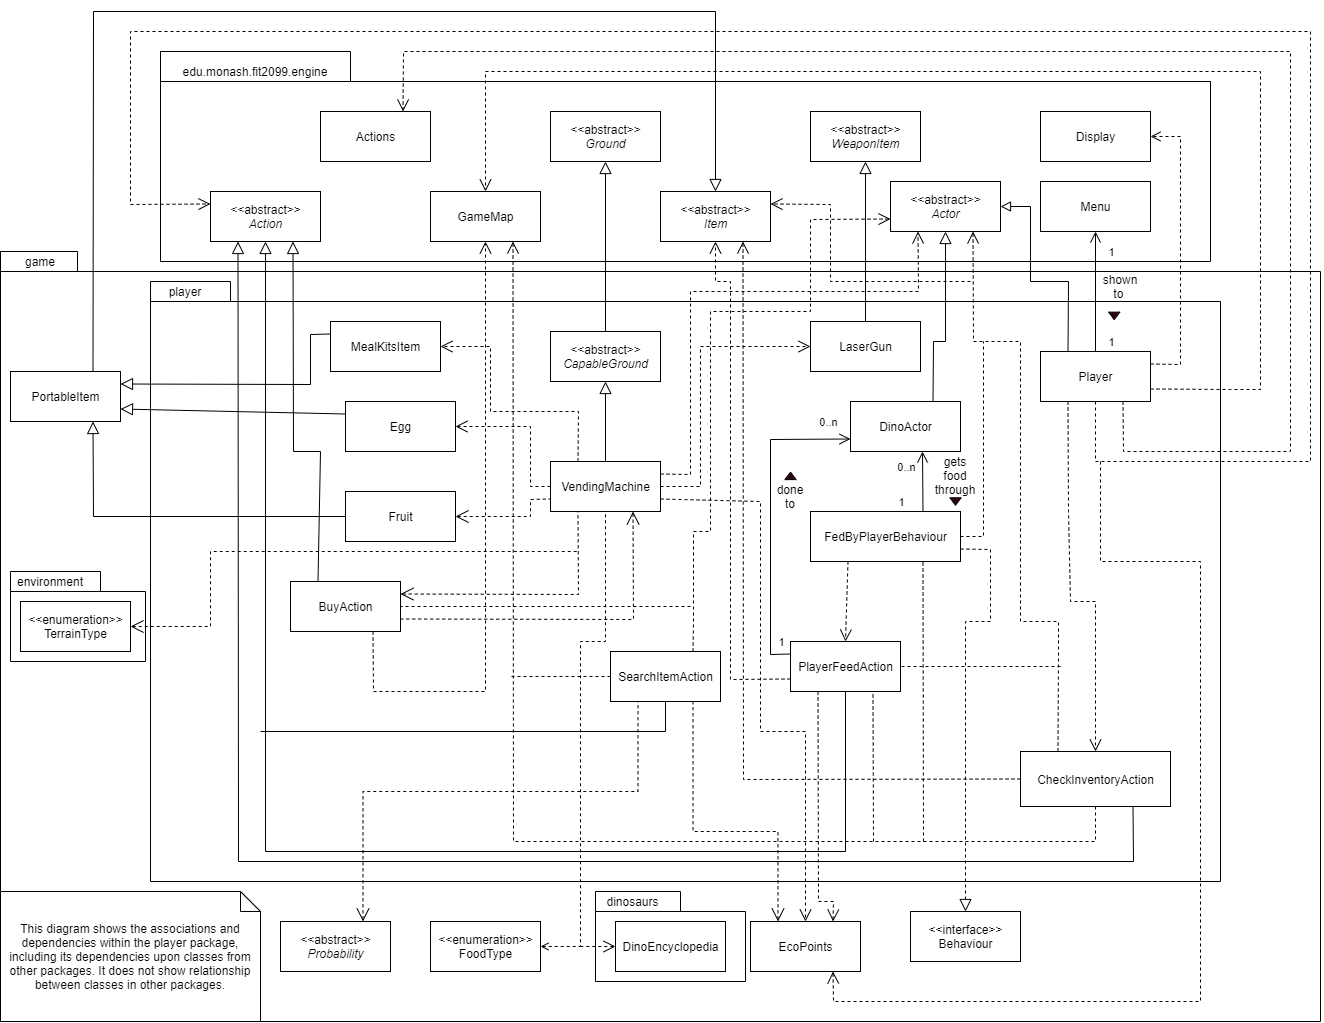 edu.monash.fit2099.engine
Actions
<<abstract>>
Ground
<<abstract>>
WeaponItem
Display
<<abstract>>
Action
GameMap
<<abstract>>
Item
<<abstract>>
Actor
Menu
game
1
shown
to
player
1
MealKitsItem
<<abstract>>
CapableGround
LaserGun
Player
PortableItem
Egg
0..n
DinoActor
0..n
gets
food
through
VendingMachine
done
to
1
Fruit
FedByPlayerBehaviour
environment
<<enumeration>>
TerrainType
BuyAction
1
SearchItemAction
PlayerFeedAction
CheckInventoryAction
dinosaurs
This diagram shows the associations and
dependencies within the player package,
including its dependencies upon classes from
other packages. It does not show relationship
between classes in other packages.
<<abstract>>
Probability
<<enumeration>>
FoodType
DinoEncyclopedia
EcoPoints
<<interface>>
Behaviour